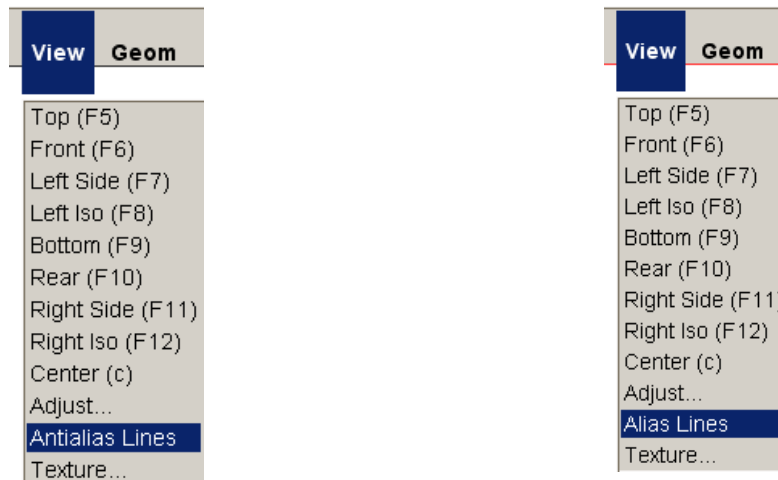 View Geom
Top (F5)
Front (F6)
Left Side (F7)
Left Iso (F8)
Bottom (F9)
Rear (F10)
Right Side (F11)
Right Iso (F12)
Center (c)
Adjust...
Antialias Lines
Texture...
View Geom
Top (F5)
Front (F6)
Left Side (F7)
Left Iso (F8)
Bottom (F9)
Rear (F10)
Right Side (F11)
Right Iso (F12)
Center (c)
Adjust...
Alias Lines
Texture...